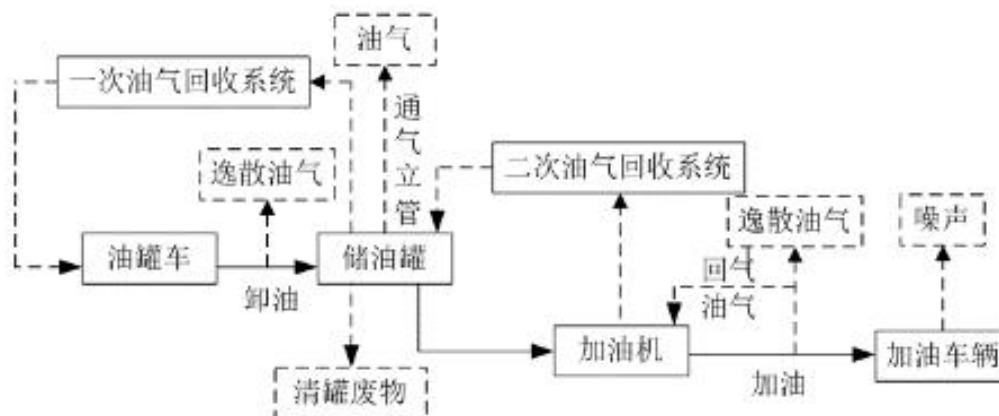 油气
一次油气回收系统
通气立管
逸散油气
二次油气回收系统
逸散油气
噪声
油罐车
卸油
储油罐
回气
油气
加油机
加油
加油车辆
清罐废物